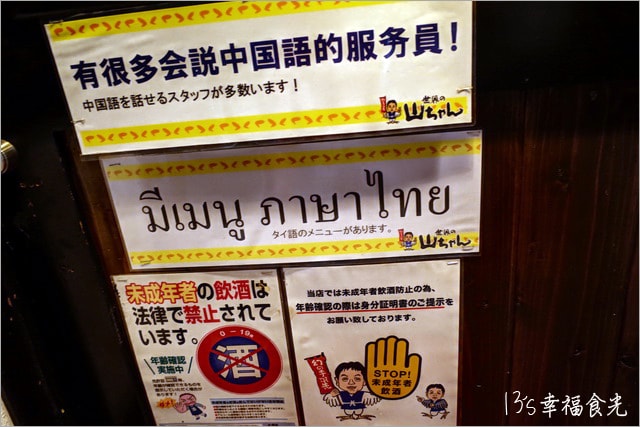 有很多会説中国語的服务員！
中国語を話せるスタッフが多数います！
世界の
山ちゃん
มีเมนู ภาษาไทย
タイ語のメニューがあります。
世界の
山ちゃん
未成年者の飲酒は
法律で禁止されて
います。
年齢確認
実施中
0-19歳
酒
当店では未成年者飲酒防止の為、
年齢確認の際は身分証明書のご提示を
お願い致しております。
STOP!
未成年者
飲酒
13's幸福食光